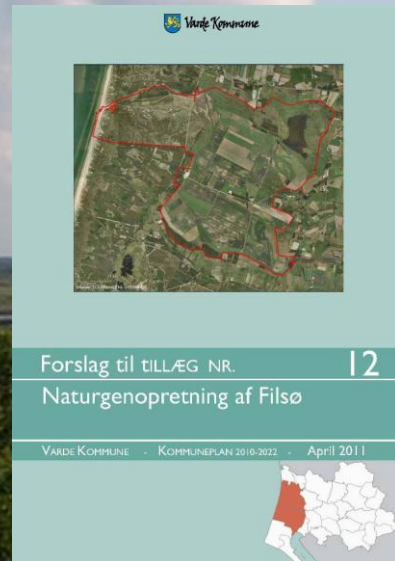 Varde Kommune
Forslag til TILLÆG NR. 12
Naturgenopretning af Filsø
VARDE KOMMUNE - KOMMUNEPLAN 2010-2022 - April 2011